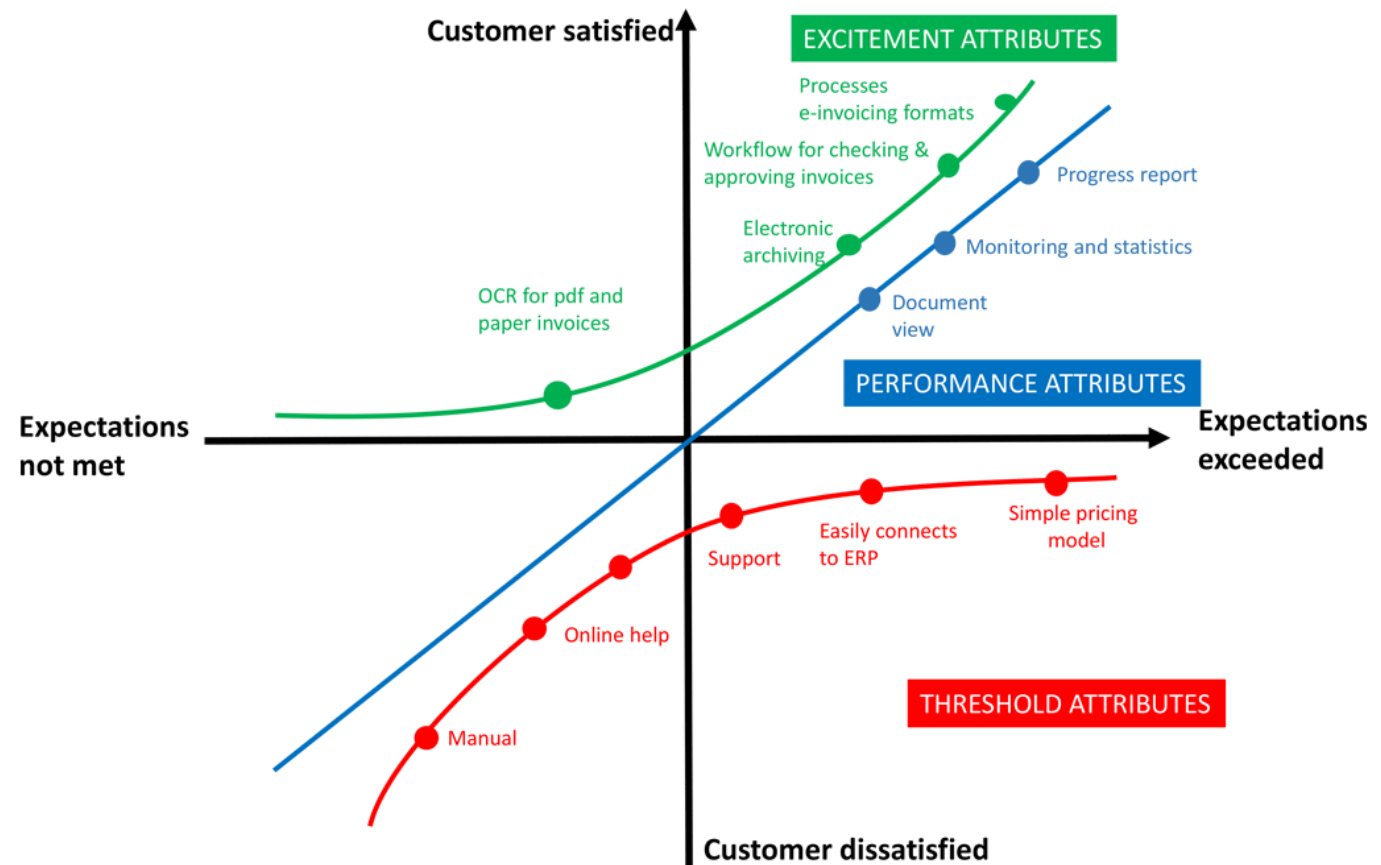 Customer satisfied
EXCITEMENT ATTRIBUTES
Processes
e-invoicing formats
Workflow for checking &
approving invoices
Progress report
Electronic
archiving
Monitoring and statistics
OCR for pdf and
paper invoices
Document
view
PERFORMANCE ATTRIBUTES
Expectations
not met
Expectations
exceeded
Simple pricing
model
Easily connects
to ERP
Support
Online help
THRESHOLD ATTRIBUTES
Manual
Customer dissatisfied